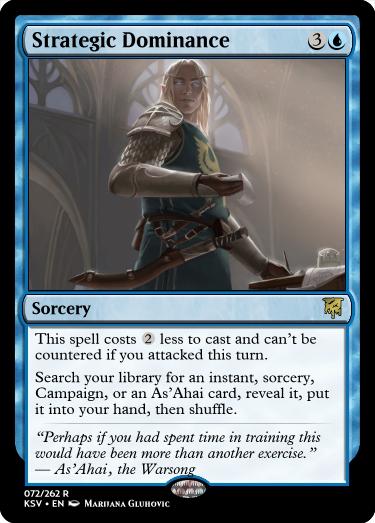 Strategic Dominance 3
Sorcery
This spell costs 2 less to cast and can't be
countered if you attacked this turn.
Search your library for an instant, sorcery,
Campaign, or an As'Ahai card, reveal it, put
it into your hand, then shuffle.
“Perhaps if you had spent time in training this
would have been more than another exercise.”
— As'Ahai, the Warsong
072/262 R
KSV • EN Marijana Gluhovic